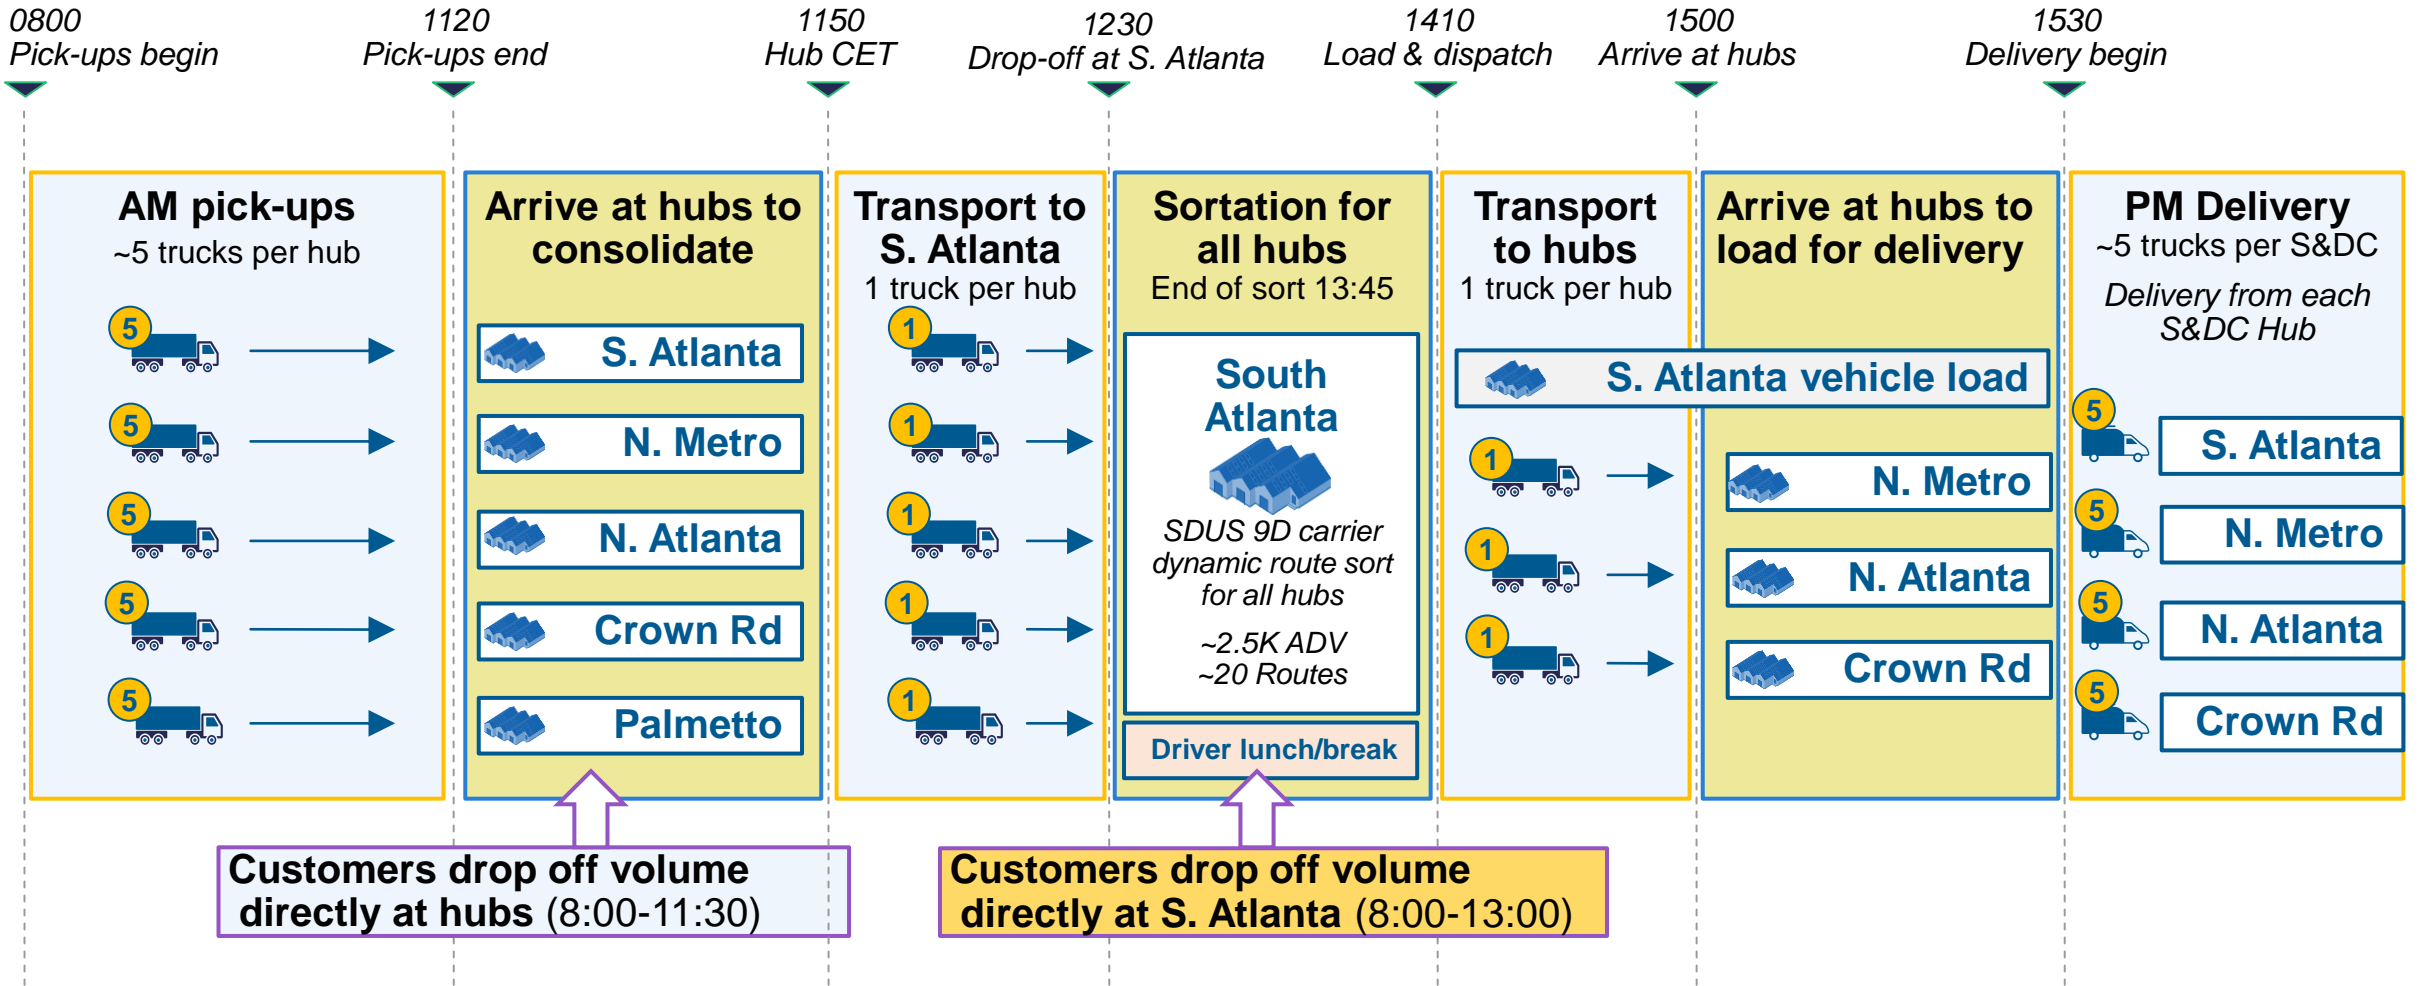 0800
Pick-ups begin
1120
Pick-ups end
1150
Hub CET
1230
Drop-off at S. Atlanta
1410
Load & dispatch
1500
Arrive at hubs
1530
Delivery begin
AM pick-ups
~5 trucks per hub
5
5
5
5
5
Arrive at hubs to
consolidate
S. Atlanta
N. Metro
N. Atlanta
Crown Rd
Palmetto
Transport to
S. Atlanta
1 truck per hub
1
1
1
1
1
Sortation for
all hubs
End of sort 13:45
South
Atlanta
SDUS 9D carrier
dynamic route sort
for all hubs
~2.5K ADV
~20 Routes
Driver lunch/break
Transport
to hubs
1 truck per hub
S. Atlanta vehicle load
1
1
1
Arrive at hubs to
load for delivery
N. Metro
N. Atlanta
Crown Rd
PM Delivery
~5 trucks per S&DC
Delivery from each
S&DC Hub
5
S. Atlanta
5
N. Metro
5
N. Atlanta
5
Crown Rd
Customers drop off volume
directly at hubs (8:00-11:30)
Customers drop off volume
directly at S. Atlanta (8:00-13:00)